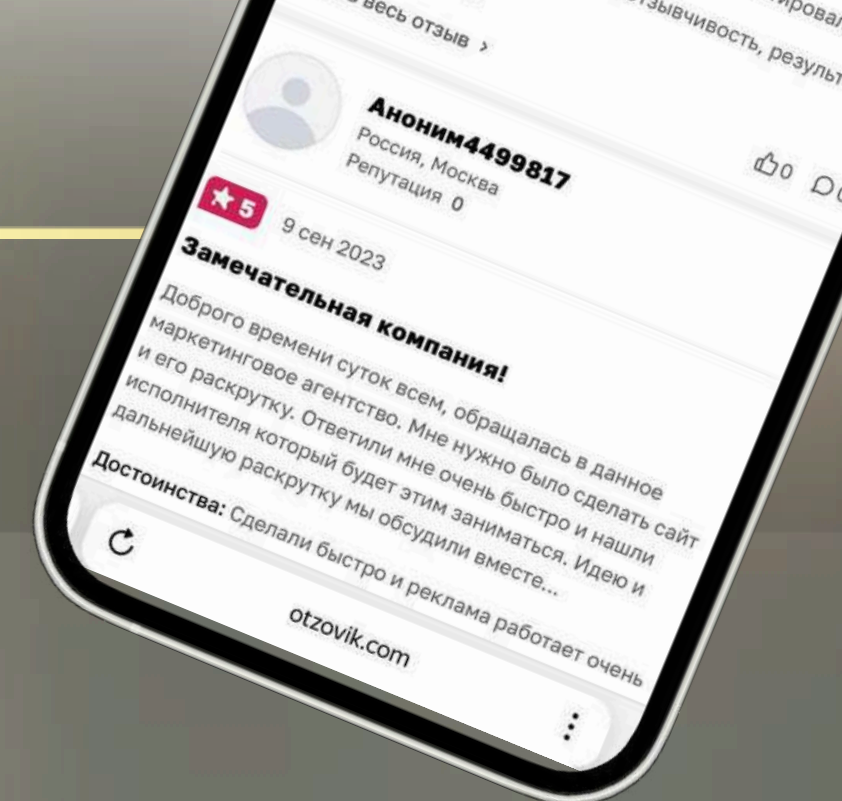 весь отзыв >
отзывчивость,
Аноним4499817
Россия, Москва
Репутация 0
0
5
9 сен 2023
Замечательная компания!
Доброго времени суток всем, обращалась в данное
маркетинговое агентство. Мне нужно было сделать сайт
и его раскрутку. Ответили мне очень быстро и нашли
исполнителя который будет этим заниматься. Идею и
дальнейшую раскрутку мы обсудили вместе...
Достоинства: Сделали быстро и реклама работает очень
otzovik.com